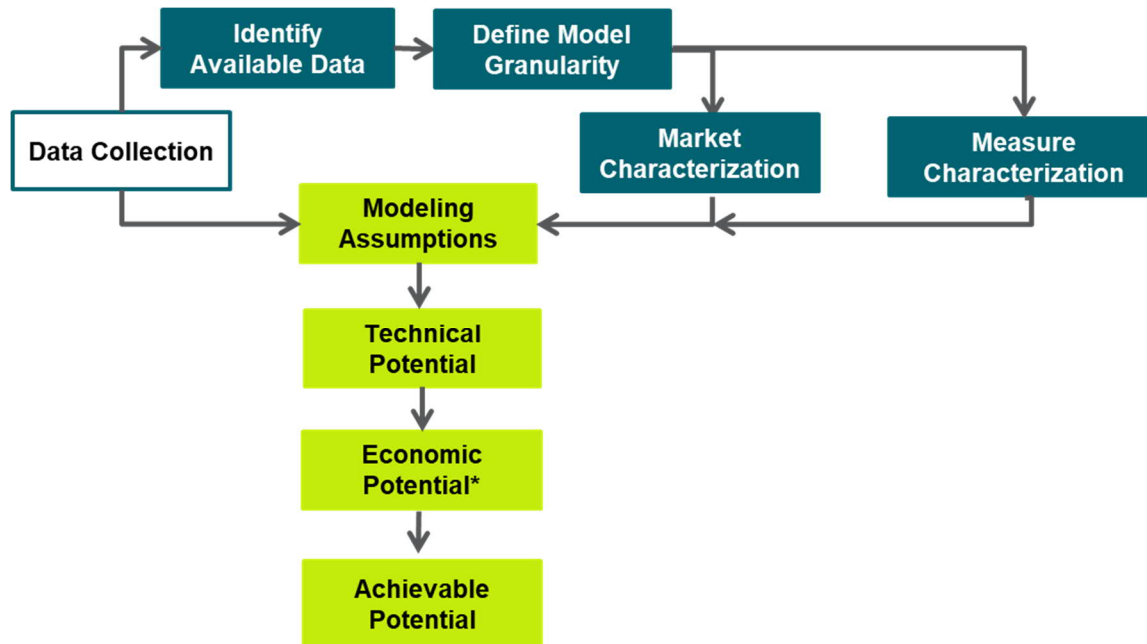 Identify
Available Data
Define Model
Granularity
Data Collection
Market
Characterization
Measure
Characterization
Modeling
Assumptions
Technical
Potential
Economic
Potential*
Achievable
Potential